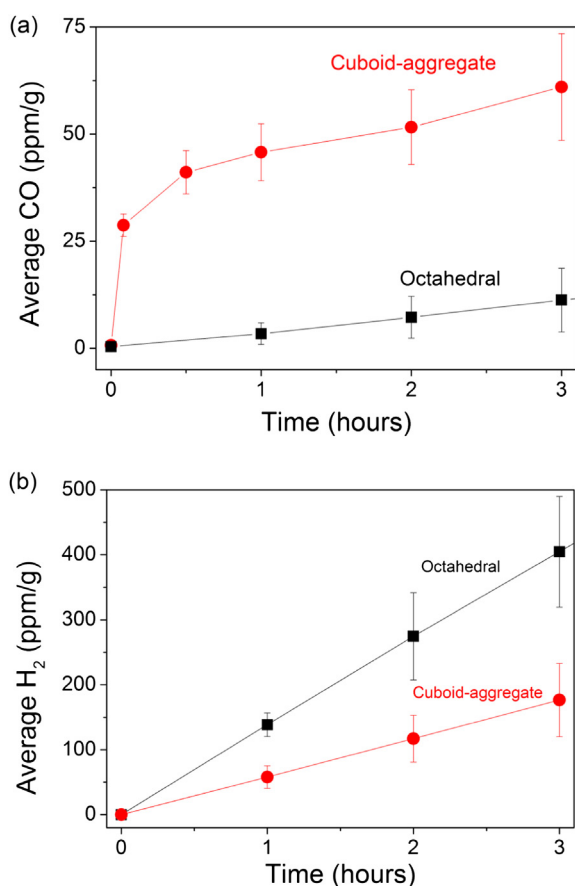 (a)
75
50
25
0
Average CO (ppm/g)
Cuboid-aggregate
Octahedral
0 1 2 3
Time (hours)
(b)
500
400
300
200
100
0
Average H₂ (ppm/g)
Octahedral
Cuboid-aggregate
0 1 2 3
Time (hours)